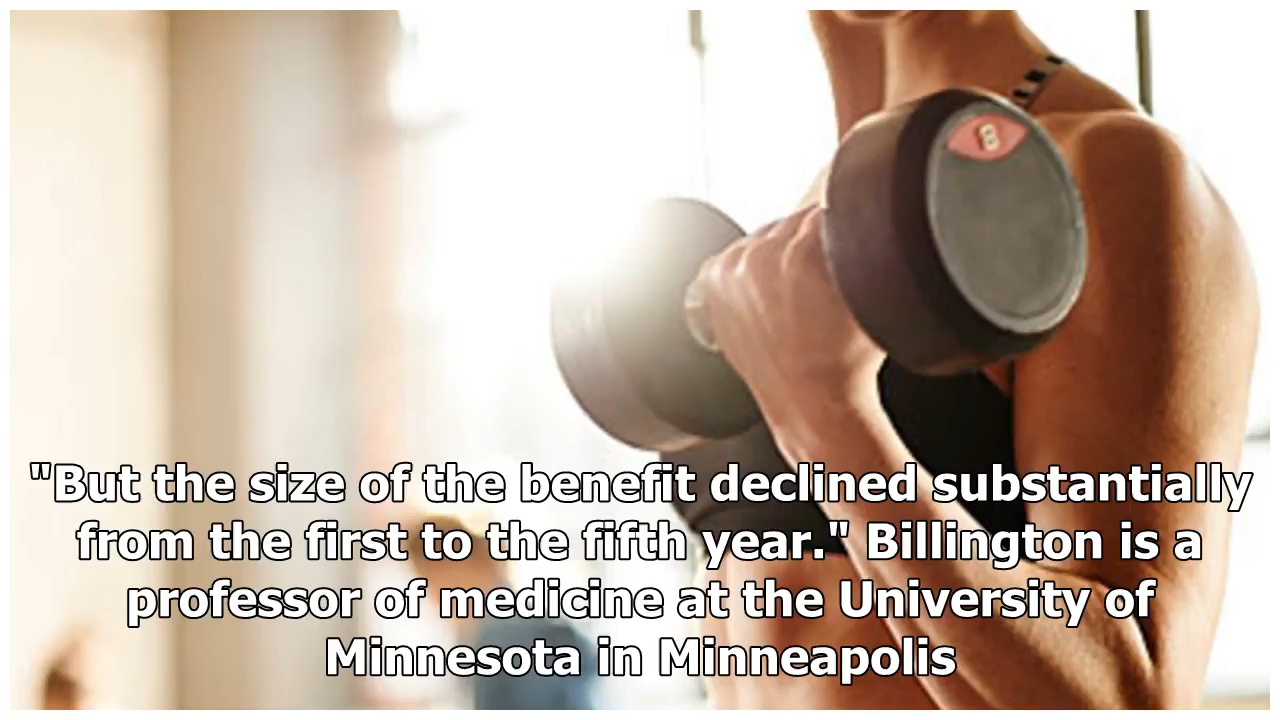 "But the size of the benefit declined substantially
from the first to the fifth year." Billington is a
professor of medicine at the University of
Minnesota in Minneapolis